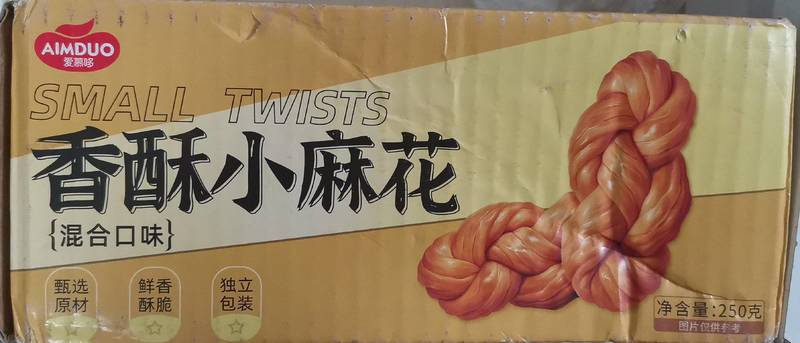 AIMDUO
爱慕哆
SMALL TWISTS
香酥小麻花
{混合口味}
甄选
原材
鲜香
酥脆
独立
包装
净含量:250克
图片仅供参考